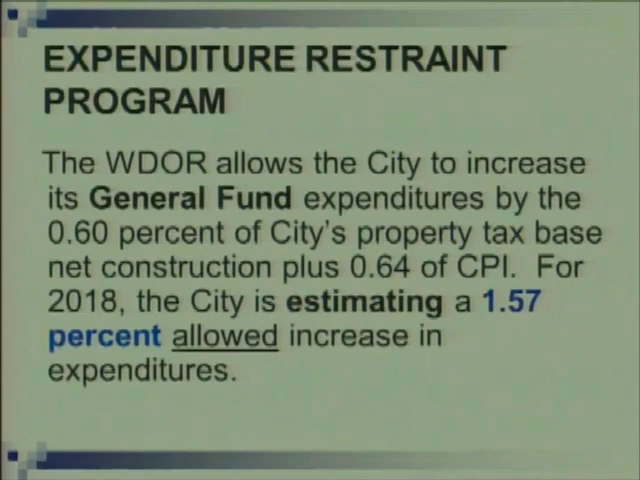 EXPENDITURE RESTRAINT
PROGRAM
The WDOR allows the City to increase
its General Fund expenditures by the
0.60 percent of City's property tax base
net construction plus 0.64 of CPI.  For
2018, the City is estimating a 1.57
percent allowed increase in
expenditures.